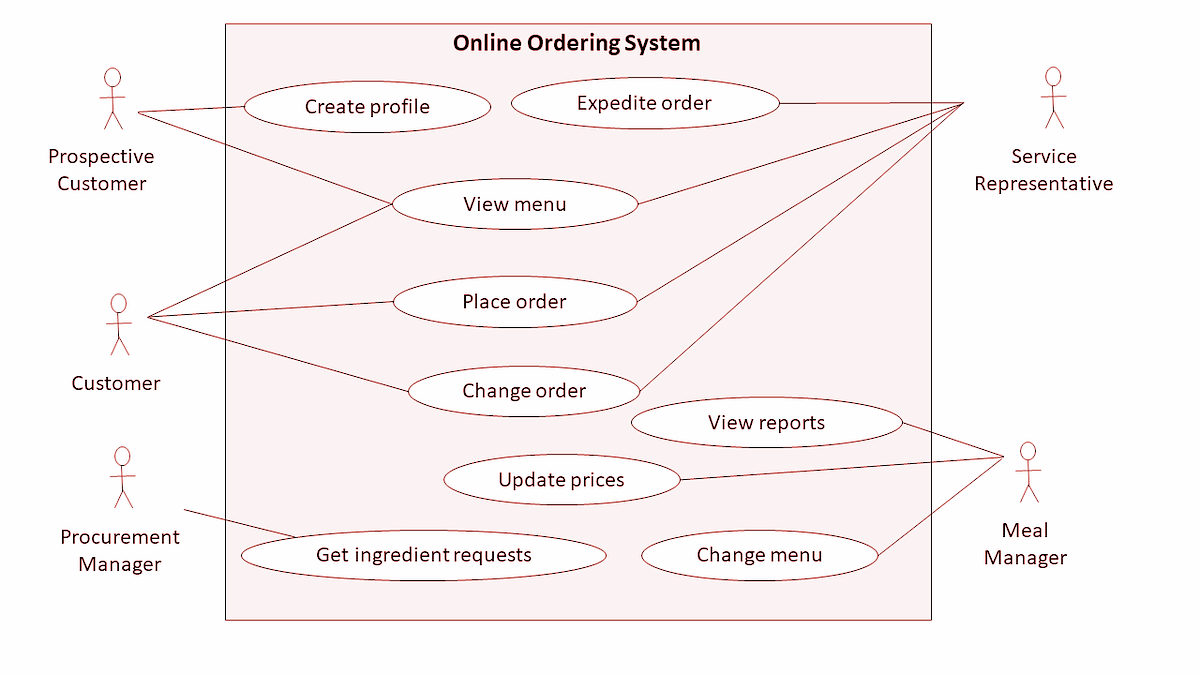 Online Ordering System
Create profile
Expedite order
Prospective
Customer
Service
Representative
View menu
Place order
Customer
Change order
View reports
Update prices
Procurement
Manager
Get ingredient requests
Change menu
Meal
Manager